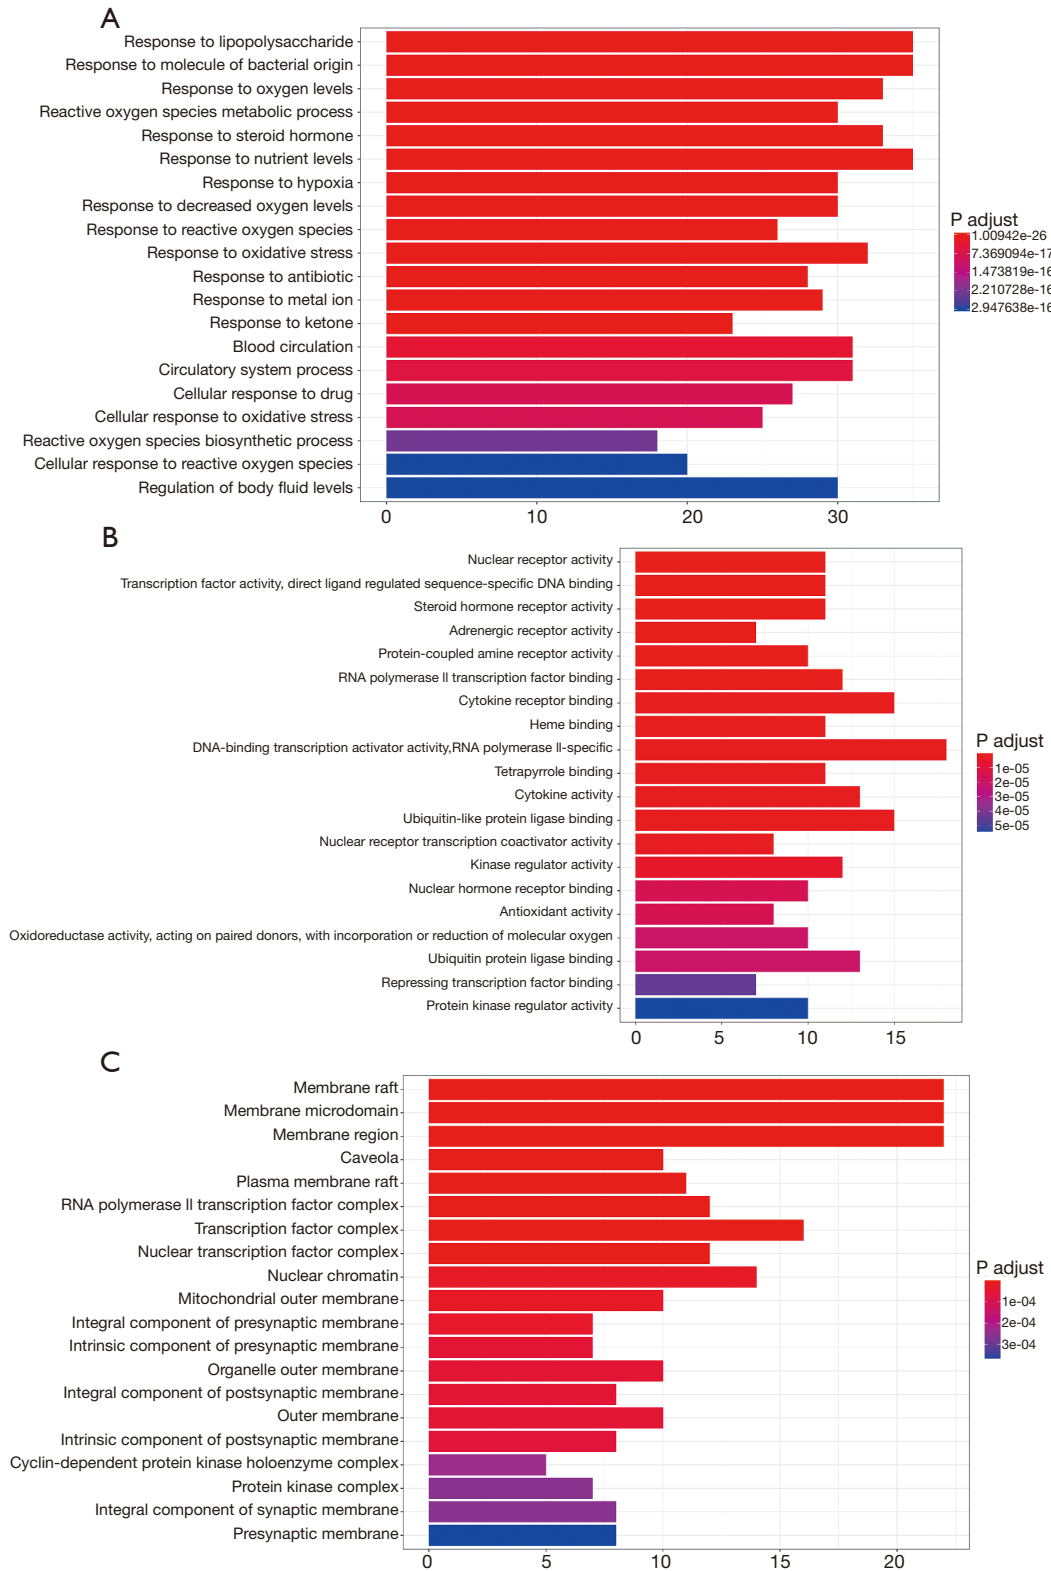 A
Response to lipopolysaccharide
Response to molecule of bacterial origin
Response to oxygen levels
Reactive oxygen species metabolic process
Response to steroid hormone
Response to nutrient levels
Response to hypoxia
Response to decreased oxygen levels
Response to reactive oxygen species
Response to oxidative stress
Response to antibiotic
Response to metal ion
Response to ketone
Blood circulation
Circulatory system process
Cellular response to drug
Cellular response to oxidative stress
Reactive oxygen species biosynthetic process
Cellular response to reactive oxygen species
Regulation of body fluid levels
0 10 20 30
P adjust
1.00942e-26
7.369094e-17
1.473819e-16
2.210728e-16
2.947638e-16
B
Nuclear receptor activity
Transcription factor activity, direct ligand regulated sequence-specific DNA binding
Steroid hormone receptor activity
Adrenergic receptor activity
Protein-coupled amine receptor activity
RNA polymerase II transcription factor binding
Cytokine receptor binding
Heme binding
DNA-binding transcription activator activity,RNA polymerase II-specific
Tetrapyrrole binding
Cytokine activity
Ubiquitin-like protein ligase binding
Nuclear receptor transcription coactivator activity
Kinase regulator activity
Nuclear hormone receptor binding
Antioxidant activity
Oxidoreductase activity, acting on paired donors, with incorporation or reduction of molecular oxygen
Ubiquitin protein ligase binding
Repressing transcription factor binding
Protein kinase regulator activity
0 5 10 15
P adjust
1e-05
2e-05
3e-05
4e-05
5e-05
C
Membrane raft
Membrane microdomain
Membrane region
Caveola
Plasma membrane raft
RNA polymerase II transcription factor complex
Transcription factor complex
Nuclear transcription factor complex
Nuclear chromatin
Mitochondrial outer membrane
Integral component of presynaptic membrane
Intrinsic component of presynaptic membrane
Organelle outer membrane
Integral component of postsynaptic membrane
Outer membrane
Intrinsic component of postsynaptic membrane
Cyclin-dependent protein kinase holoenzyme complex
Protein kinase complex
Integral component of synaptic membrane
Presynaptic membrane
0 5 10 15 20
P adjust
1e-04
2e-04
3e-04